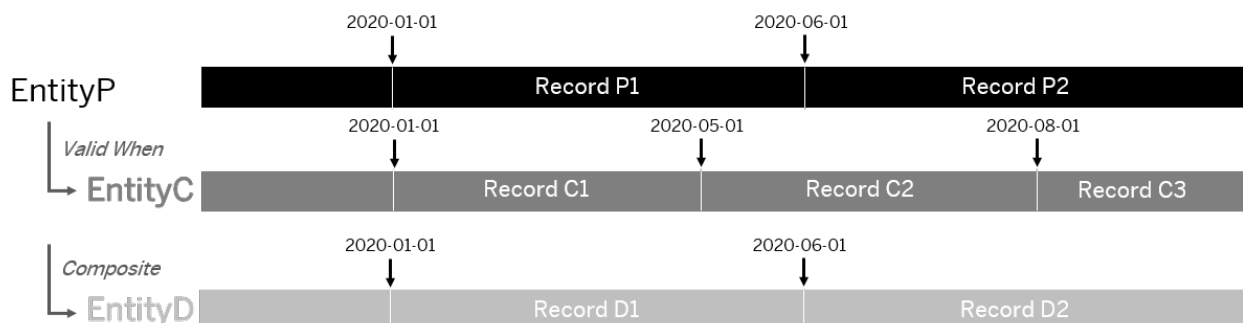 2020-01-01 2020-06-01
EntityP Record P1 Record P2
2020-01-01 2020-05-01 2020-08-01
Valid When
EntityC Record C1 Record C2 Record C3
2020-01-01 2020-06-01
Composite
EntityD Record D1 Record D2